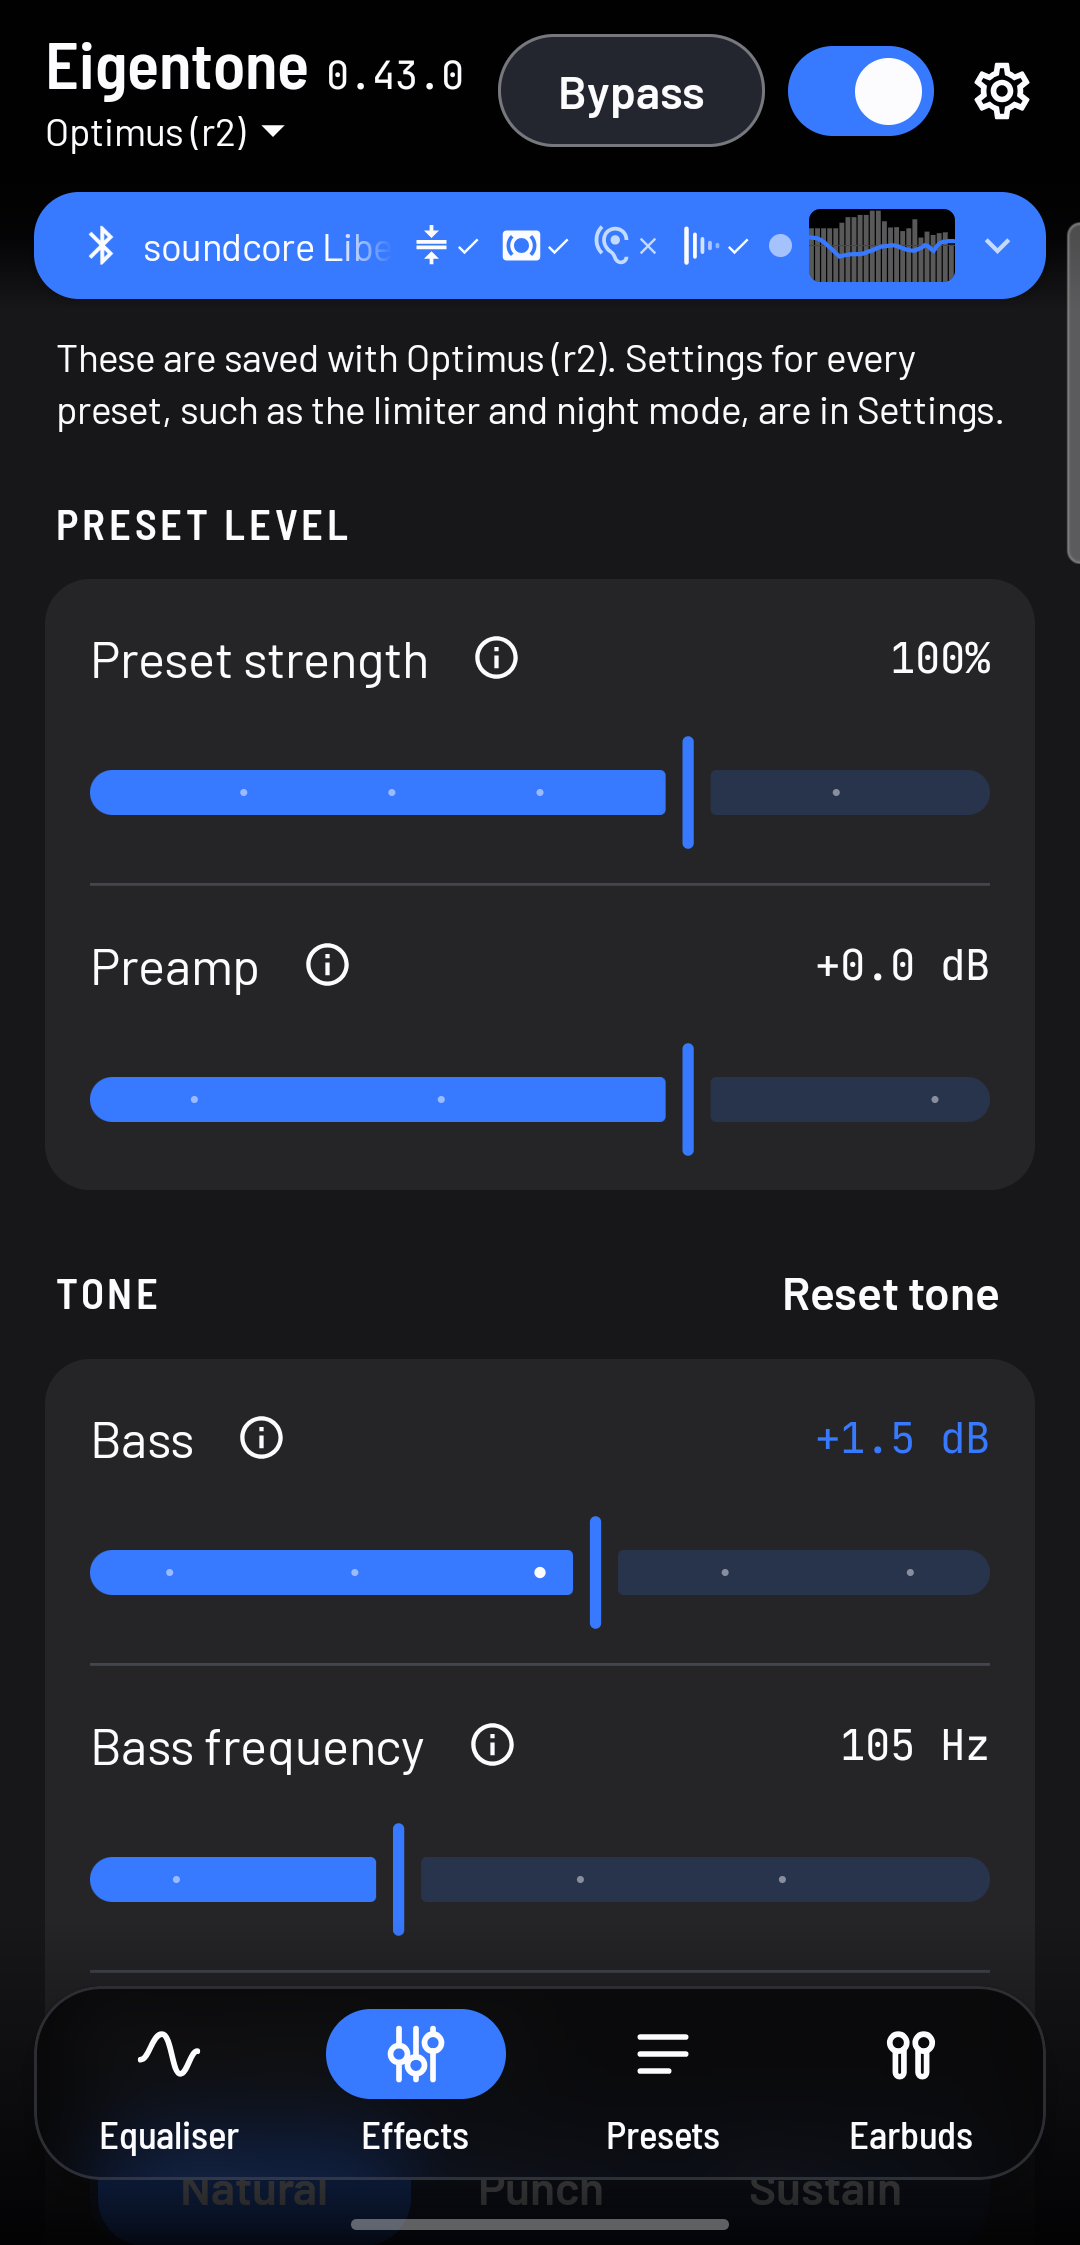 Eigentone 0.43.0
Optimus (r2)
Bypass
soundcore Libe
These are saved with Optimus (r2). Settings for every
preset, such as the limiter and night mode, are in Settings.
PRESET LEVEL
Preset strength 100%
Preamp +0.0 dB
TONE Reset tone
Bass +1.5 dB
Bass frequency 105 Hz
Equaliser Effects Presets Earbuds
Natural Punch Sustain